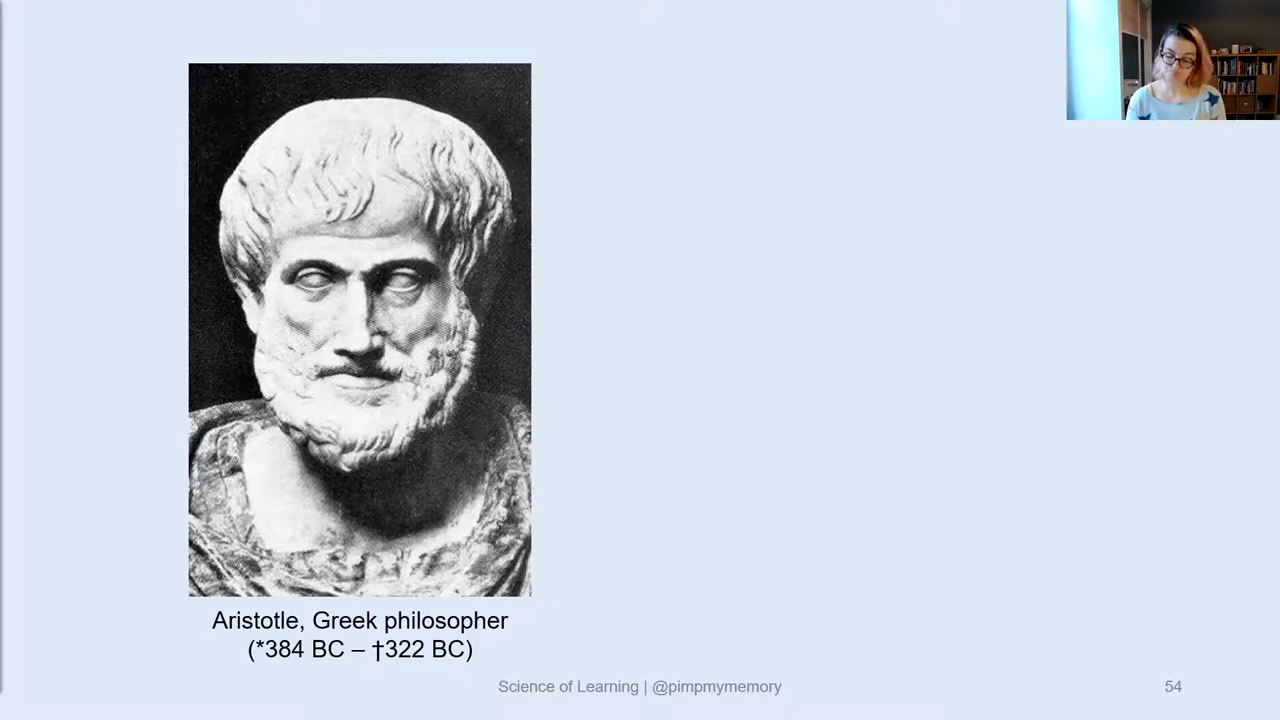 Aristotle, Greek philosopher
(*384 BC – †322 BC)
Science of Learning | @pimpmymemory
54